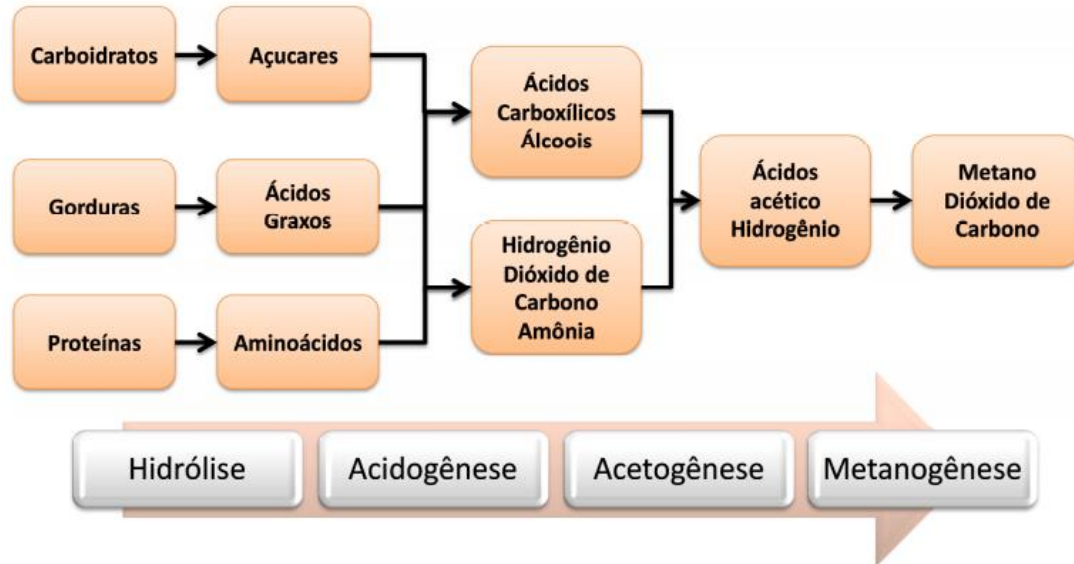 Carboidratos
Açucares
Ácidos
Carboxílicos
Álcoois
Gorduras
Ácidos
Graxos
Ácidos
acético
Hidrogênio
Metano
Dióxido de
Carbono
Hidrogênio
Dióxido de
Carbono
Amônia
Proteínas
Aminoácidos
Hidrólise
Acidogênese
Acetogênese
Metanogênese